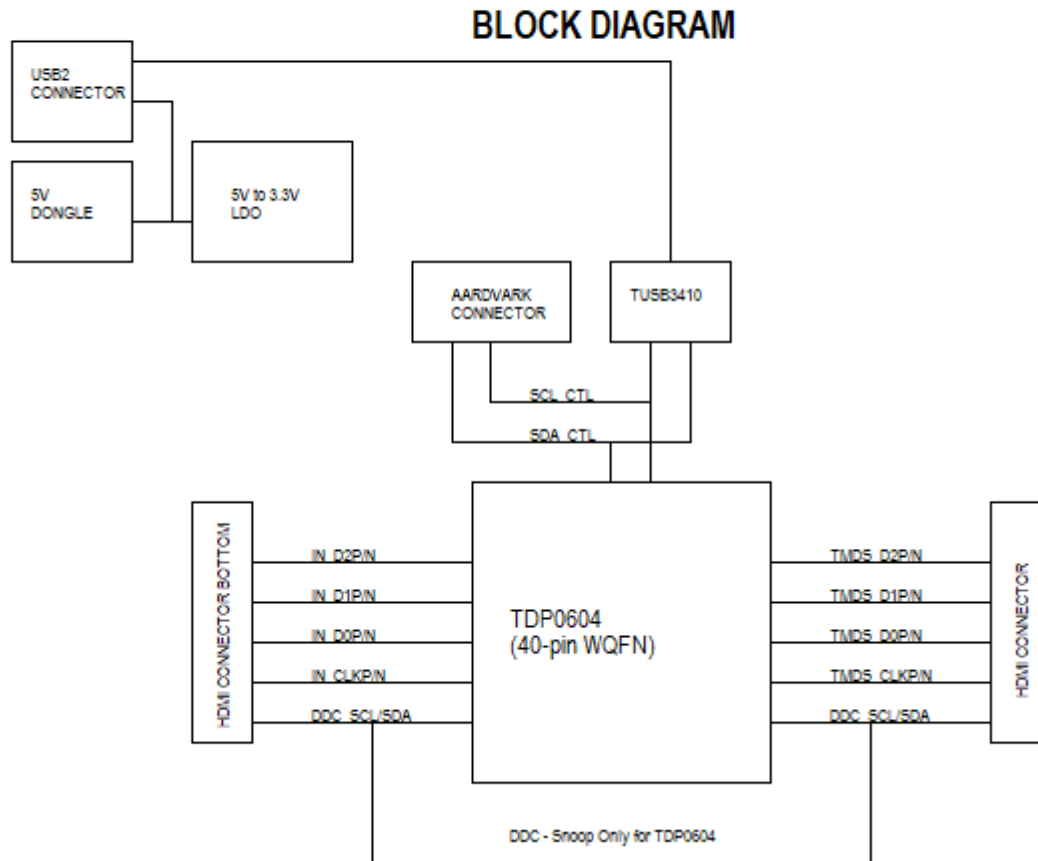 BLOCK DIAGRAM
USB2
CONNECTOR
5V
DONGLE
5V to 3.3V
LDO
AARDVARK
CONNECTOR
TUSB3410
SCL_CTL
SDA_CTL
HDMI CONNECTOR BOTTOM
IN_D2P/N
IN_D1P/N
IN_D0P/N
IN_CLKP/N
DDC_SCL/SDA
TDP0604
(40-pin WQFN)
TMDS_D2P/N
TMDS_D1P/N
TMDS_D0P/N
TMDS_CLKP/N
DDC_SCL/SDA
HDMI CONNECTOR
DDC - Snoop Only for TDP0604